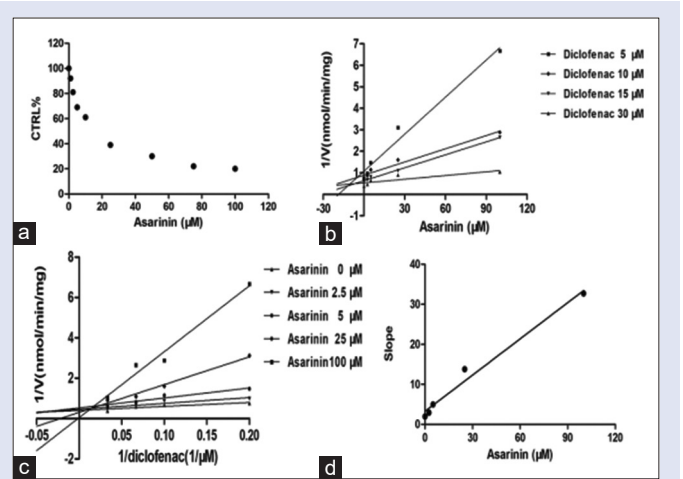 120
100
80
60
40
20
0
CTRL%
0 20 40 60 80 100 120
Asarinin (µM)
a
7
6
5
4
3
2
1
-1
1/V(nmol/min/mg)
-30 30 60 90 120
Asarinin (µM)
Diclofenac 5 µM
Diclofenac 10 µM
Diclofenac 15 µM
Diclofenac 30 µM
b
8
6
4
2
-2
1/V(nmol/min/mg)
-0.05 0.05 0.10 0.15 0.20
1/diclofenac(1/µM)
Asarinin 0 µM
Asarinin 2.5 µM
Asarinin 5 µM
Asarinin 25 µM
Asarinin100 µM
c
40
30
20
10
0
Slope
0 30 60 90 120
Asarinin (µM)
d